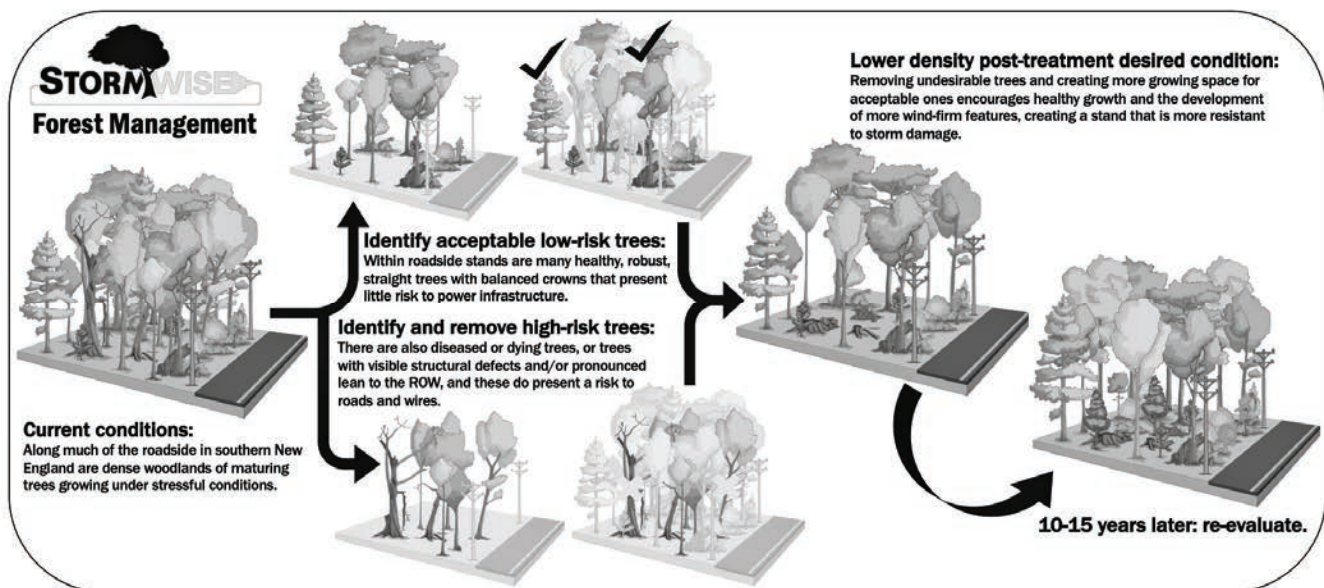 STORMWISE
Forest Management
Current conditions:
Along much of the roadside in southern New
England are dense woodlands of maturing
trees growing under stressful conditions.
Identify acceptable low-risk trees:
Within roadside stands are many healthy, robust,
straight trees with balanced crowns that present
little risk to power infrastructure.
Identify and remove high-risk trees:
There are also diseased or dying trees, or trees
with visible structural defects and/or pronounced
lean to the ROW, and these do present a risk to
roads and wires.
Lower density post-treatment desired condition:
Removing undesirable trees and creating more growing space for
acceptable ones encourages healthy growth and the development
of more wind-firm features, creating a stand that is more resistant
to storm damage.
10-15 years later: re-evaluate.